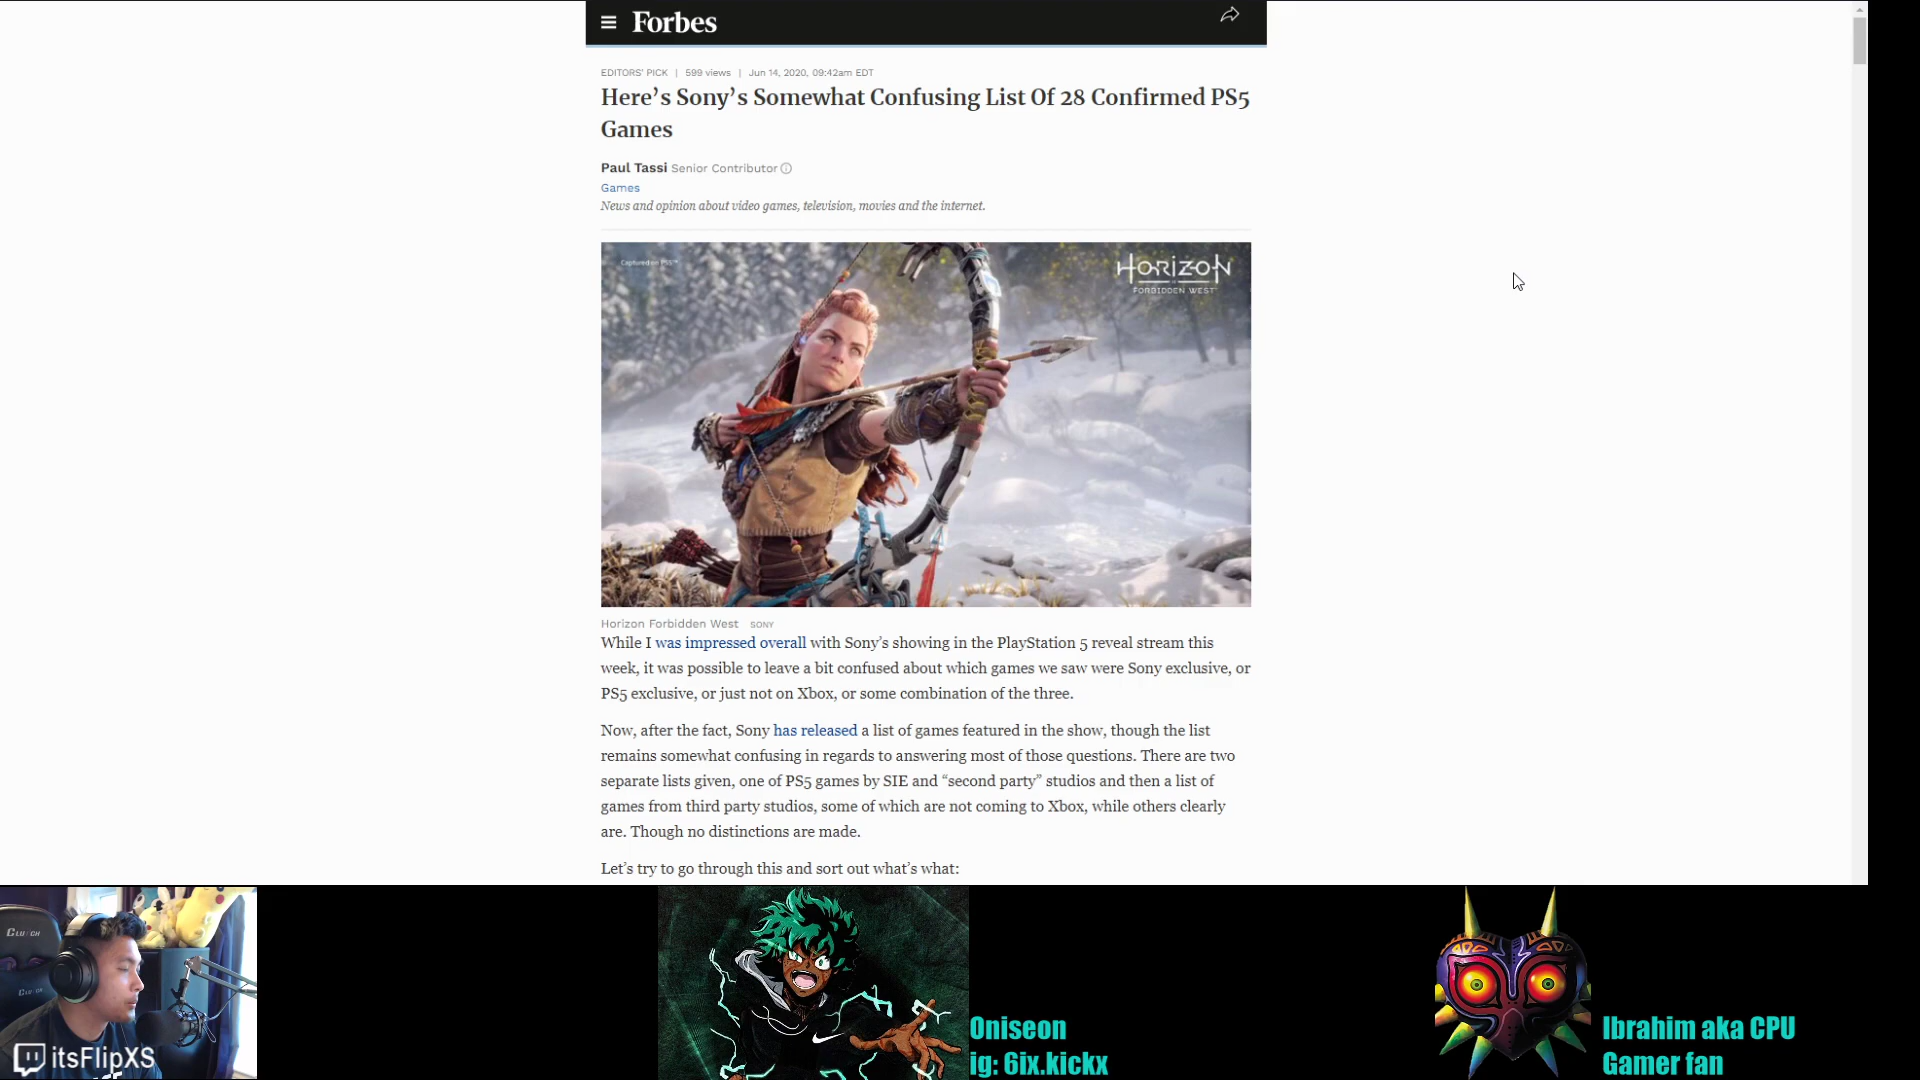 Forbes
EDITORS' PICK | 599 views | Jun 14, 2020, 09:42am EDT
Here’s Sony’s Somewhat Confusing List Of 28 Confirmed PS5
Games
Paul Tassi Senior Contributor
Games
News and opinion about video games, television, movies and the internet.
Captured on PS5™
HORIZON
FORBIDDEN WEST
Horizon Forbidden West SONY
While I was impressed overall with Sony’s showing in the PlayStation 5 reveal stream this
week, it was possible to leave a bit confused about which games we saw were Sony exclusive, or
PS5 exclusive, or just not on Xbox, or some combination of the three.
Now, after the fact, Sony has released a list of games featured in the show, though the list
remains somewhat confusing in regards to answering most of those questions. There are two
separate lists given, one of PS5 games by SIE and “second party” studios and then a list of
games from third party studios, some of which are not coming to Xbox, while others clearly
are. Though no distinctions are made.
Let’s try to go through this and sort out what’s what:
CLUTCH
itsFlipXS
Oniseon
ig: 6ix.kickx
Ibrahim aka CPU
Gamer fan